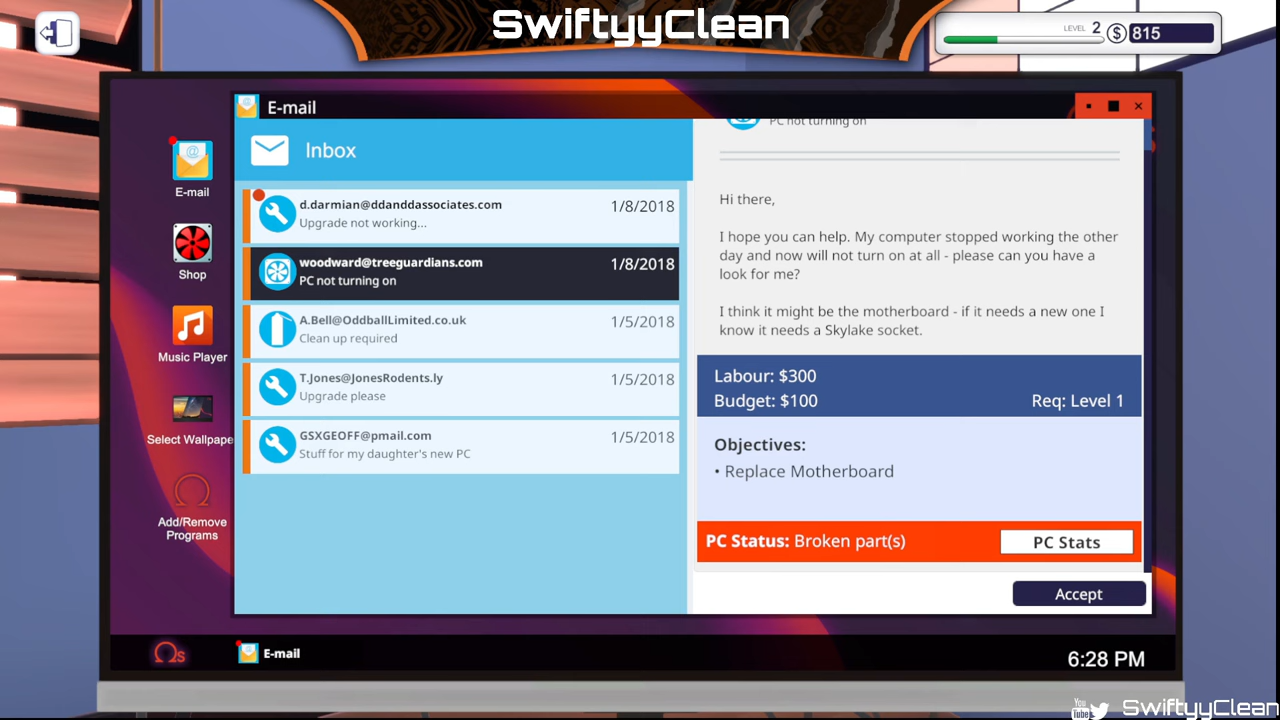 SwiftyyClean
LEVEL 2
$ 815
E-mail
Inbox
PC not turning on
E-mail
Shop
Music Player
Select Wallpape
Add/Remove
Programs
d.darmian@ddanddassociates.com 1/8/2018
Upgrade not working...
woodward@treeguardians.com 1/8/2018
PC not turning on
A.Bell@OddballLimited.co.uk 1/5/2018
Clean up required
T.Jones@JonesRodents.ly 1/5/2018
Upgrade please
GSXGEOFF@pmail.com 1/5/2018
Stuff for my daughter's new PC
Hi there,
I hope you can help. My computer stopped working the other
day and now will not turn on at all - please can you have a
look for me?
I think it might be the motherboard - if it needs a new one I
know it needs a Skylake socket.
Labour: $300
Budget: $100 Req: Level 1
Objectives:
• Replace Motherboard
PC Status: Broken part(s) PC Stats
Accept
Ωs E-mail 6:28 PM
You Tube SwiftyyClean